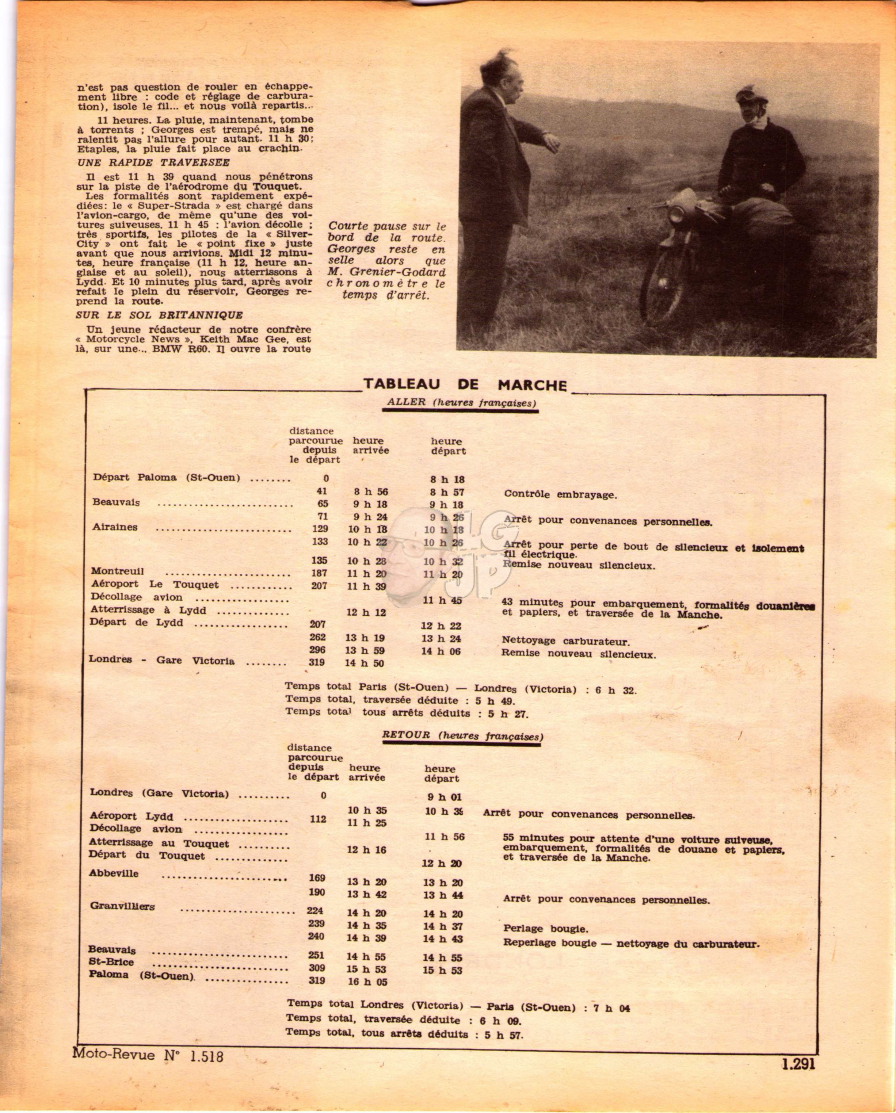 n'est pas question de rouler en échappe-
ment libre : code et réglage de carbura-
tion), isole le fil... et nous voilà repartis...
11 heures. La pluie, maintenant, tombe
à torrents ; Georges est trempé, mais ne
ralentit pas l'allure pour autant. 11 h 30;
Etaples, la pluie fait place au crachin.
UNE RAPIDE TRAVERSEE
Il est 11 h 39 quand nous pénétrons
sur la piste de l'aérodrome du Touquet.
Les formalités sont rapidement expé-
diées: le « Super-Strada » est chargé dans
l'avion-cargo, de même qu'une des voi-
tures suiveuses. 11 h 45 : l'avion décolle ;
très sportifs, les pilotes de la « Silver-
City » ont fait le « point fixe » juste
avant que nous arrivions. Midi 12 minu-
tes, heure française (11 h 12, heure an-
glaise et au soleil), nous atterrissons à
Lydd. Et 10 minutes plus tard, après avoir
refait le plein du réservoir, Georges re-
prend la route.
SUR LE SOL BRITANNIQUE
Un jeune rédacteur de notre confrère
« Motorcycle News », Keith Mac Gee, est
là, sur une... BMW R60. Il ouvre la route
Courte pause sur le
bord de la route.
Georges reste en
selle alors que
M. Grenier-Godard
chronomètre le
temps d'arrêt.
TABLEAU DE MARCHE
ALLER (heures françaises)
distance
parcourue heure heure
depuis arrivée départ
le départ
Départ Paloma (St-Ouen) ........ 0 8 h 18
41 8 h 56 8 h 57 Contrôle embrayage.
Beauvais .......................... 65 9 h 18 9 h 18
71 9 h 24 9 h 25 Arrêt pour convenances personnelles.
Airaines .......................... 129 10 h 18 10 h 18
133 10 h 22 10 h 26 Arrêt pour perte de bout de silencieux et isolement
fil électrique.
135 10 h 28 10 h 32 Remise nouveau silencieux.
Montreuil ........................ 187 11 h 20 11 h 20
Aéroport Le Touquet ............ 207 11 h 39
Décollage avion .................. 11 h 45 43 minutes pour embarquement, formalités douanières
Atterrissage à Lydd .............. 12 h 12 et papiers, et traversée de la Manche.
Départ de Lydd .................. 207 12 h 22
262 13 h 19 13 h 24 Nettoyage carburateur.
296 13 h 59 14 h 06 Remise nouveau silencieux.
Londres - Gare Victoria ........ 319 14 h 50
Temps total Paris (St-Ouen) — Londres (Victoria) : 6 h 32.
Temps total, traversée déduite : 5 h 49.
Temps total tous arrêts déduits : 5 h 27.
RETOUR (heures françaises)
distance
parcourue
depuis heure heure
le départ arrivée départ
Londres (Gare Victoria) .......... 0 9 h 01
10 h 35 10 h Arrêt pour convenances personnelles.
Aéroport Lydd .................... 112 11 h 25
Décollage avion .................. 11 h 56 55 minutes pour attente d'une voiture suiveuse,
Atterrissage au Touquet .......... 12 h 16 embarquement, formalités de douane et papiers,
Départ du Touquet .............. 12 h 20 et traversée de la Manche.
Abbeville ........................ 169 13 h 20 13 h 20
190 13 h 42 13 h 44 Arrêt pour convenances personnelles.
Granvilliers ...................... 224 14 h 20 14 h 20
239 14 h 35 14 h 37 Perlage bougie.
240 14 h 39 14 h 43 Reperlage bougie — nettoyage du carburateur.
Beauvais .......................... 251 14 h 55 14 h 55
St-Brice .......................... 309 15 h 53 15 h 53
Paloma (St-Ouen). ................ 319 16 h 05
Temps total Londres (Victoria) — Paris (St-Ouen) : 7 h 04
Temps total, traversée déduite : 6 h 09.
Temps total, tous arrêts déduits : 5 h 57.
Moto-Revue N° 1.518
1.291
LG
JP